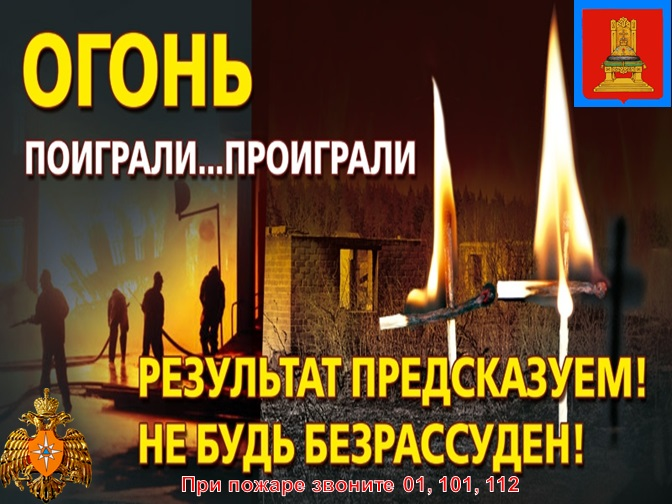 ОГОНЬ
ПОИГРАЛИ...ПРОИГРАЛИ
РЕЗУЛЬТАТ ПРЕДСКАЗУЕМ!
НЕ БУДЬ БЕЗРАССУДЕН!
При пожаре звоните 01, 101, 112